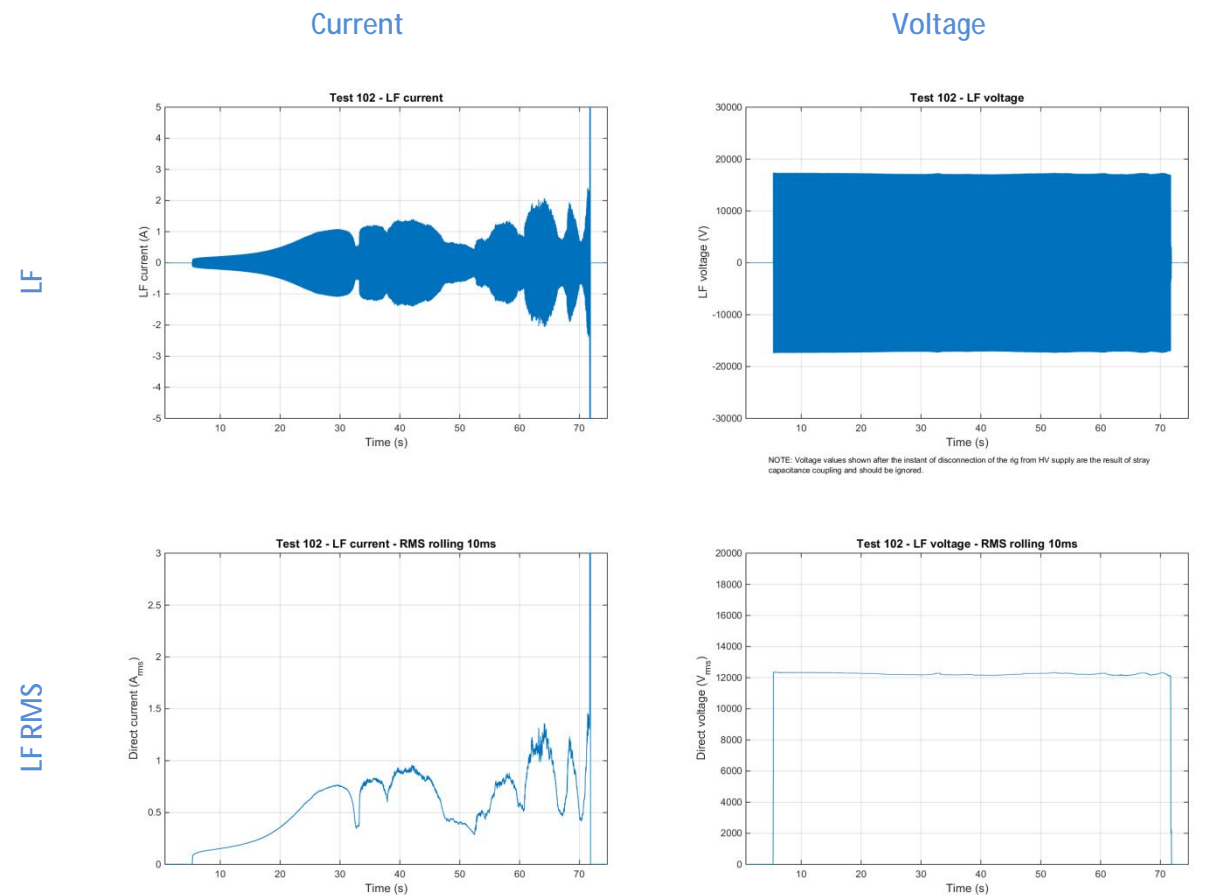 Current
Voltage
LF
Test 102 - LF current
5
4
3
2
1
0
-1
-2
-3
-4
-5
LF current (A)
10 20 30 40 50 60 70
Time (s)
Test 102 - LF voltage
30000
20000
10000
0
-10000
-20000
-30000
LF voltage (V)
10 20 30 40 50 60 70
Time (s)
NOTE: Voltage values shown after the instant of disconnection of the rig from HV supply are the result of stray
capacitance coupling and should be ignored.
LF RMS
Test 102 - LF current - RMS rolling 10ms
3
2.5
2
1.5
1
0.5
0
Direct current (Arms)
10 20 30 40 50 60 70
Time (s)
Test 102 - LF voltage - RMS rolling 10ms
20000
18000
16000
14000
12000
10000
8000
6000
4000
2000
0
Direct voltage (Vrms)
10 20 30 40 50 60 70
Time (s)